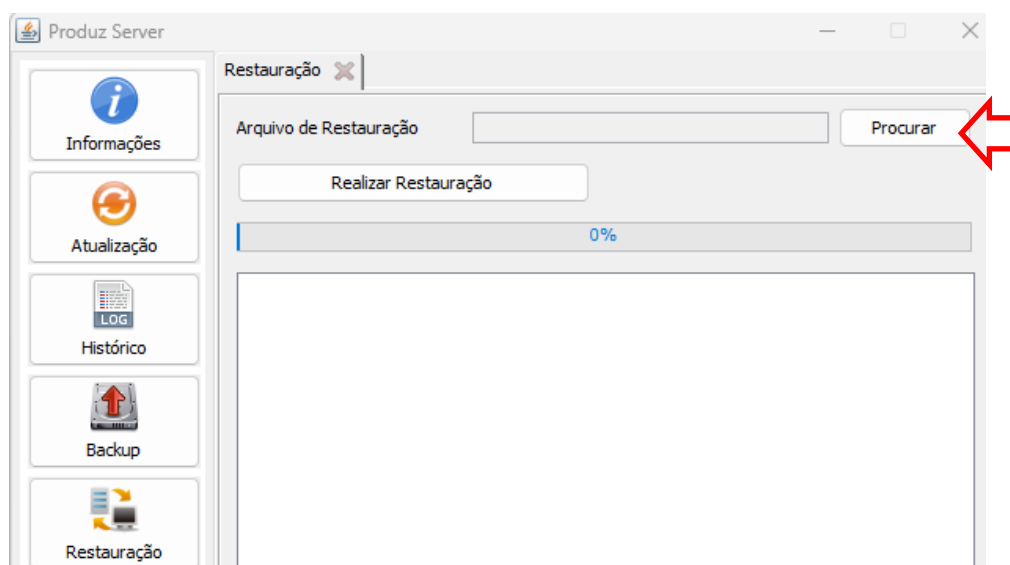 Produz Server
Restauração
Informações
Arquivo de Restauração
Procurar
Realizar Restauração
Atualização
0%
LOG
Histórico
Backup
Restauração